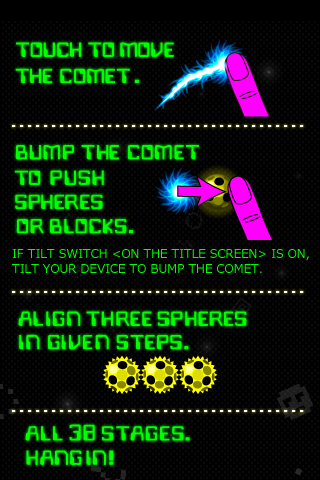 TOUCH TO MOVE
THE COMET.
BUMP THE COMET
TO PUSH
SPHERES
OR BLOCKS.
IF TILT SWITCH <ON THE TITLE SCREEN> IS ON,
TILT YOUR DEVICE TO BUMP THE COMET.
ALIGN THREE SPHERES
IN GIVEN STEPS.
ALL 38 STAGES.
HANG IN!